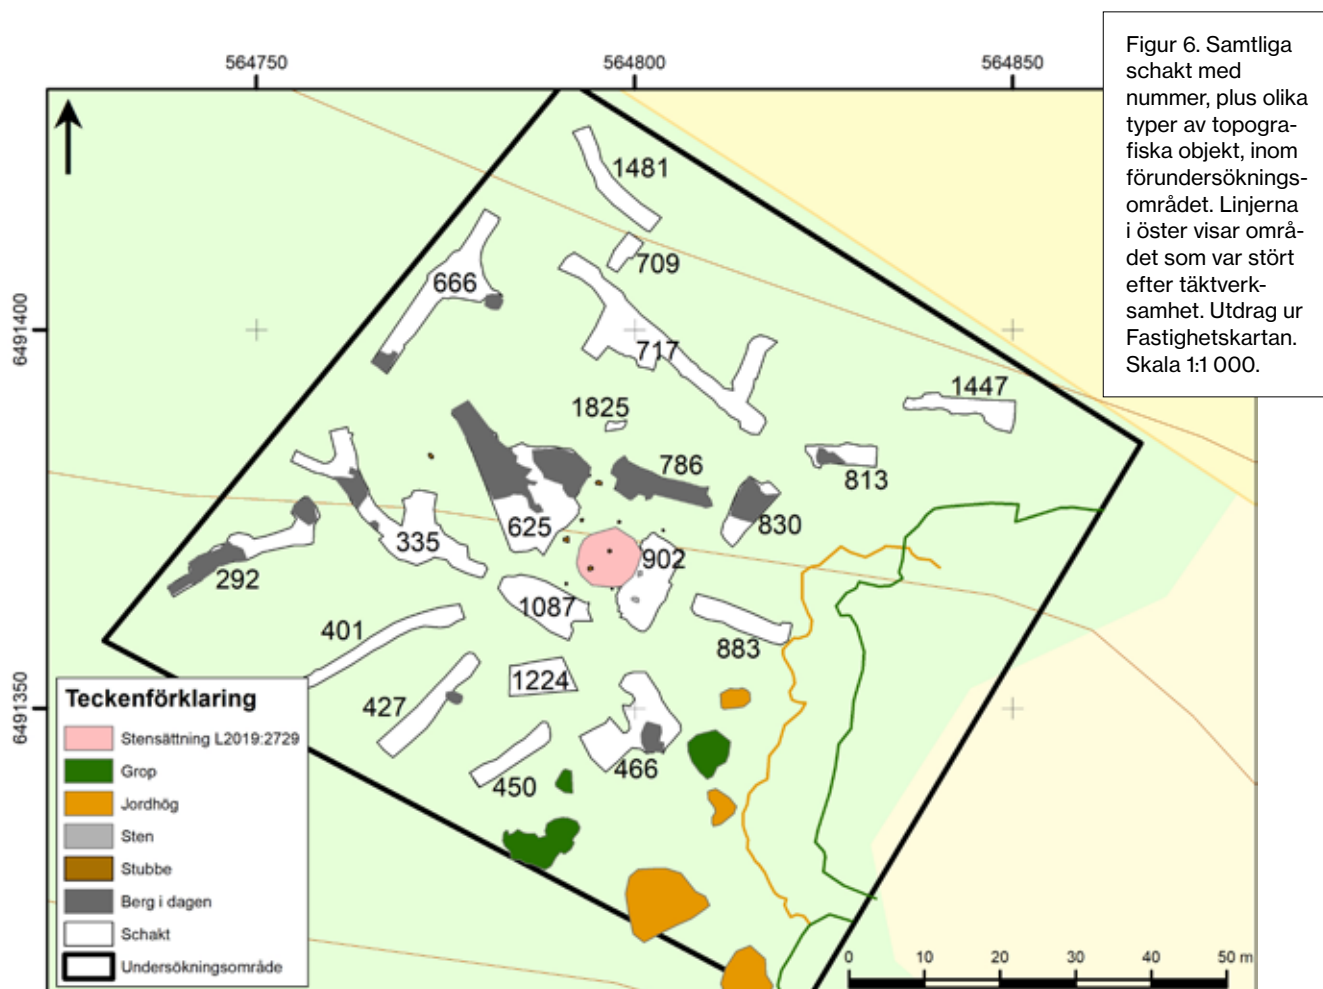 564750
564800
564850
Figur 6. Samtliga
schakt med
nummer, plus olika
typer av topogra-
fiska objekt, inom
förundersöknings-
området. Linjerna
i öster visar områ-
det som var stört
efter täktverk-
samhet. Utdrag ur
Fastighetskartan.
Skala 1:1 000.
6491400
6491350
1481
709
666
717
1447
1825
786
813
625
830
335
902
292
1087
401
883
1224
427
466
450
Teckenförklaring
Stensättning L2019:2729
Grop
Jordhög
Sten
Stubbe
Berg i dagen
Schakt
Undersökningsområde
0 10 20 30 40 50 m